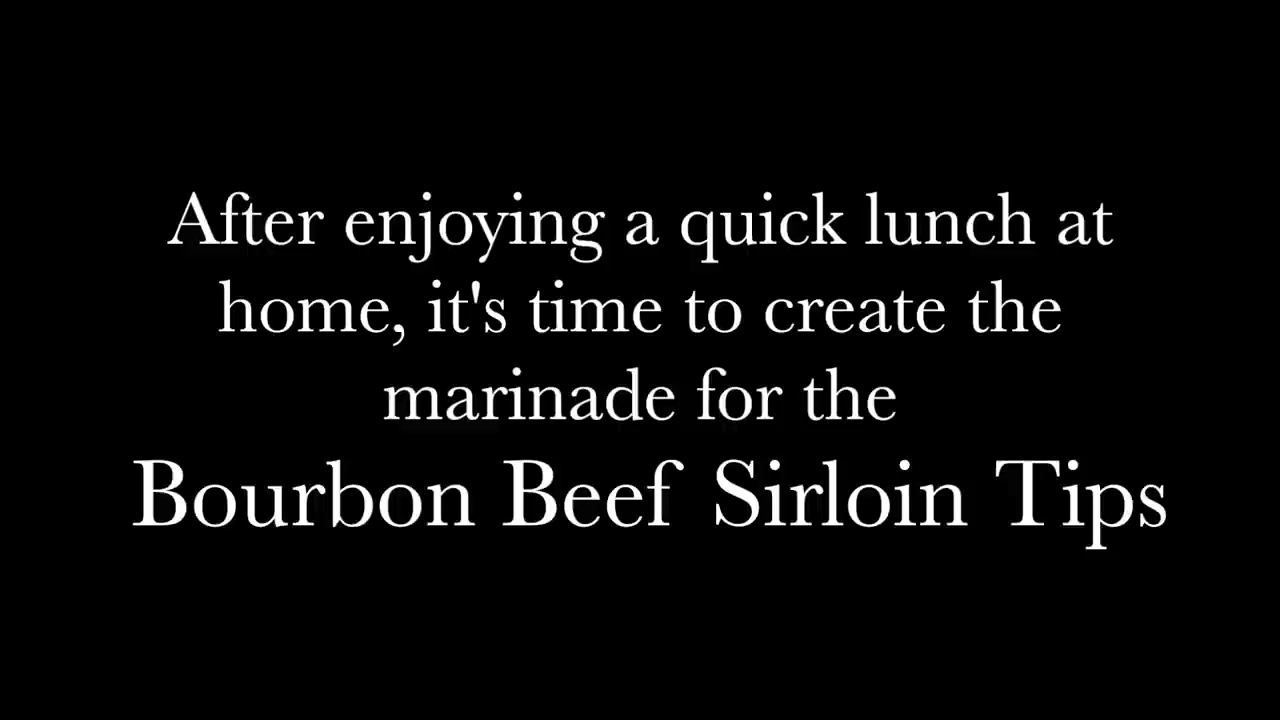 After enjoying a quick lunch at
home, it's time to create the
marinade for the
Bourbon Beef Sirloin Tips